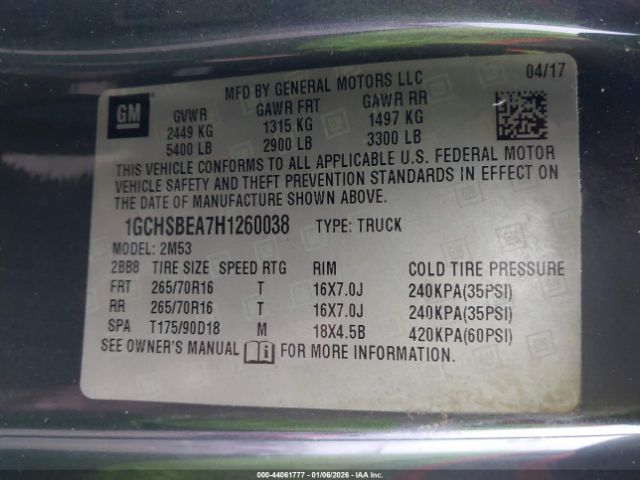 MFD BY GENERAL MOTORS LLC 04/17
GM
GVWR GAWR FRT GAWR RR
2449 KG 1315 KG 1497 KG
5400 LB 2900 LB 3300 LB
THIS VEHICLE CONFORMS TO ALL APPLICABLE U.S. FEDERAL MOTOR
VEHICLE SAFETY AND THEFT PREVENTION STANDARDS IN EFFECT ON
THE DATE OF MANUFACTURE SHOWN ABOVE.
1GCHSBEA7H1260038 TYPE: TRUCK
MODEL: 2M53
2BB8 TIRE SIZE SPEED RTG RIM COLD TIRE PRESSURE
FRT 265/70R16 T 16X7.0J 240KPA(35PSI)
RR 265/70R16 T 16X7.0J 240KPA(35PSI)
SPA T175/90D18 M 18X4.5B 420KPA(60PSI)
SEE OWNER'S MANUAL FOR MORE INFORMATION.
000-44061777 - 01/06/2026 - IAA Inc.